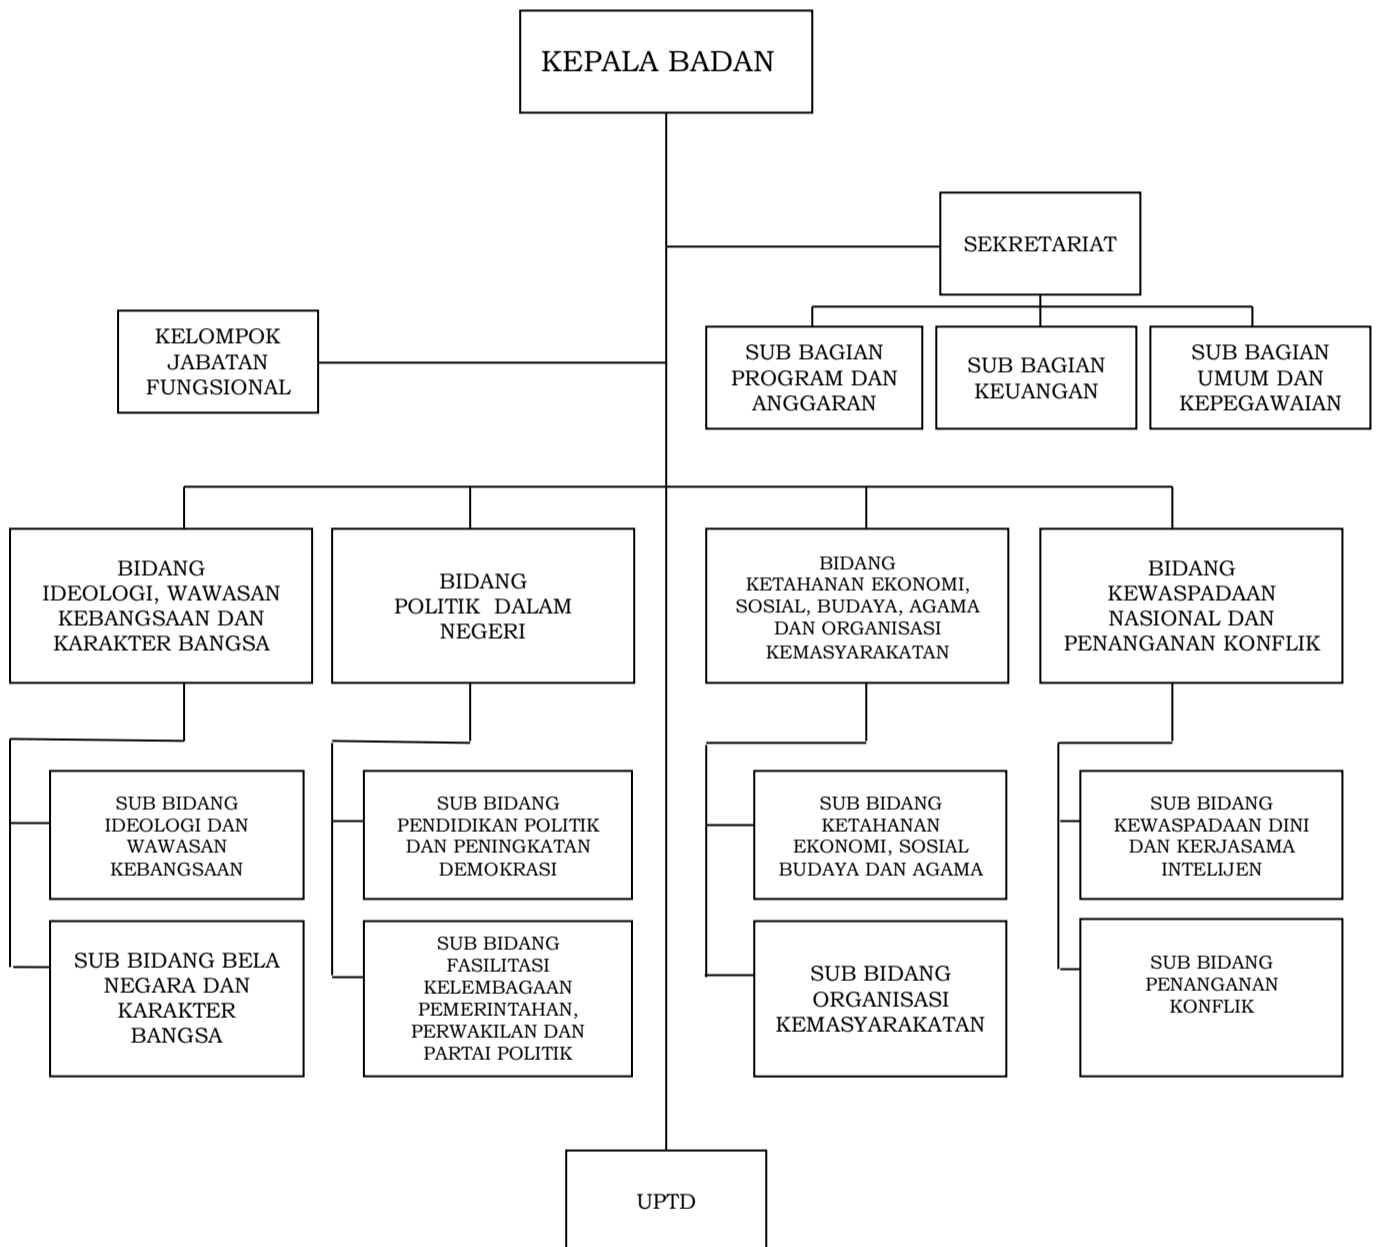 KEPALA BADAN
SEKRETARIAT
KELOMPOK
JABATAN
FUNGSIONAL
SUB BAGIAN
PROGRAM DAN
ANGGARAN
SUB BAGIAN
KEUANGAN
SUB BAGIAN
UMUM DAN
KEPEGAWAIAN
BIDANG
IDEOLOGI, WAWASAN
KEBANGSAAN DAN
KARAKTER BANGSA
BIDANG
POLITIK DALAM
NEGERI
BIDANG
KETAHANAN EKONOMI,
SOSIAL, BUDAYA, AGAMA
DAN ORGANISASI
KEMASYARAKATAN
BIDANG
KEWASPADAAN
NASIONAL DAN
PENANGANAN KONFLIK
SUB BIDANG
IDEOLOGI DAN
WAWASAN
KEBANGSAAN
SUB BIDANG
PENDIDIKAN POLITIK
DAN PENINGKATAN
DEMOKRASI
SUB BIDANG
KETAHANAN
EKONOMI, SOSIAL
BUDAYA DAN AGAMA
SUB BIDANG
KEWASPADAAN DINI
DAN KERJASAMA
INTELIJEN
SUB BIDANG BELA
NEGARA DAN
KARAKTER
BANGSA
SUB BIDANG
FASILITASI
KELEMBAGAAN
PEMERINTAHAN,
PERWAKILAN DAN
PARTAI POLITIK
SUB BIDANG
ORGANISASI
KEMASYARAKATAN
SUB BIDANG
PENANGANAN
KONFLIK
UPTD